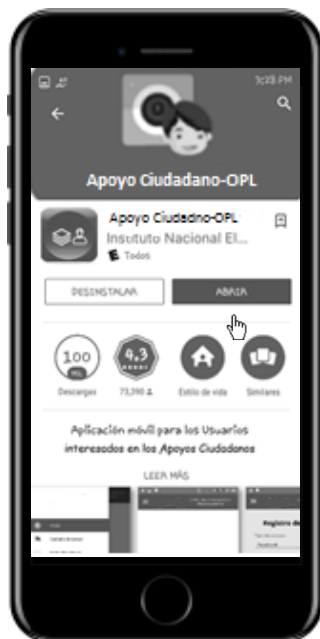 3:28 PM
Apoyo Ciudadano-OPL
Apoyo Ciudadno-OPL
Instituto Nacional El...
E Todos
DESINSTALAR ABRIR
100
MIL
4,3
Descargas 73,390 Estilo de vida Similares
Aplicación móvil para los Usuarios
interesados en los Apoyos Ciudadanos
LEER MÁS
Registro de